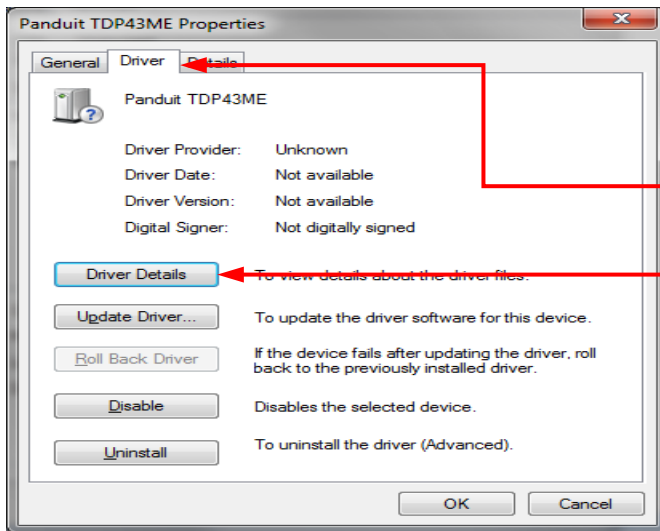 Panduit TDP43ME Properties
General Driver Details
Panduit TDP43ME
Driver Provider: Unknown
Driver Date: Not available
Driver Version: Not available
Digital Signer: Not digitally signed
Driver Details To view details about the driver files.
Update Driver... To update the driver software for this device.
Roll Back Driver If the device fails after updating the driver, roll
back to the previously installed driver.
Disable Disables the selected device.
Uninstall To uninstall the driver (Advanced).
OK Cancel